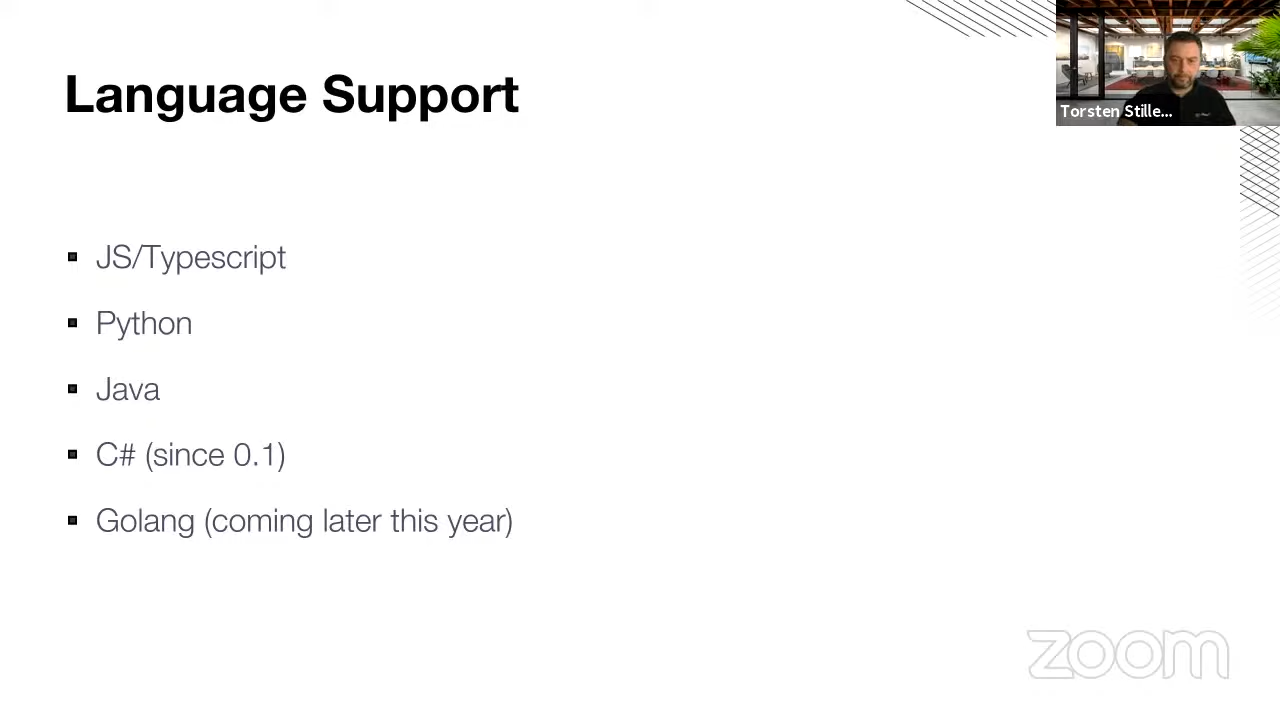 Language Support
Torsten Stille...
JS/Typescript
Python
Java
C# (since 0.1)
Golang (coming later this year)
zoom